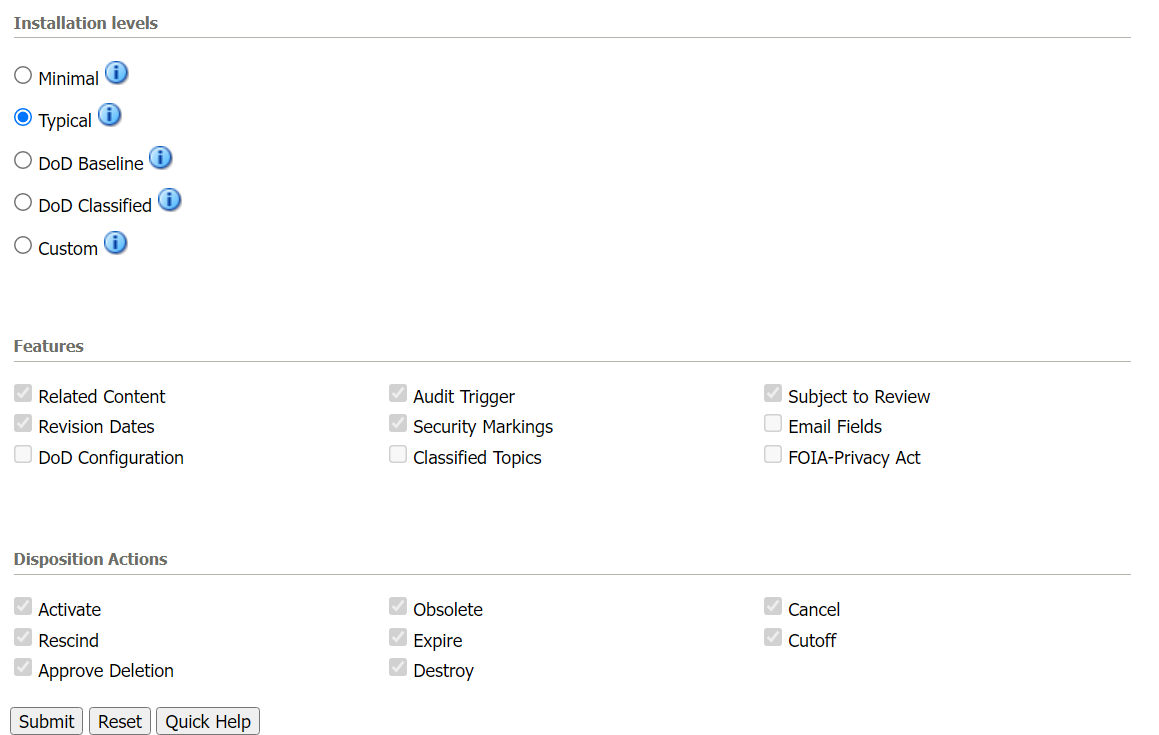 Installation levels
Minimal
Typical
DoD Baseline
DoD Classified
Custom
Features
Related Content Audit Trigger Subject to Review
Revision Dates Security Markings Email Fields
DoD Configuration Classified Topics FOIA-Privacy Act
Disposition Actions
Activate Obsolete Cancel
Rescind Expire Cutoff
Approve Deletion Destroy
Submit Reset Quick Help